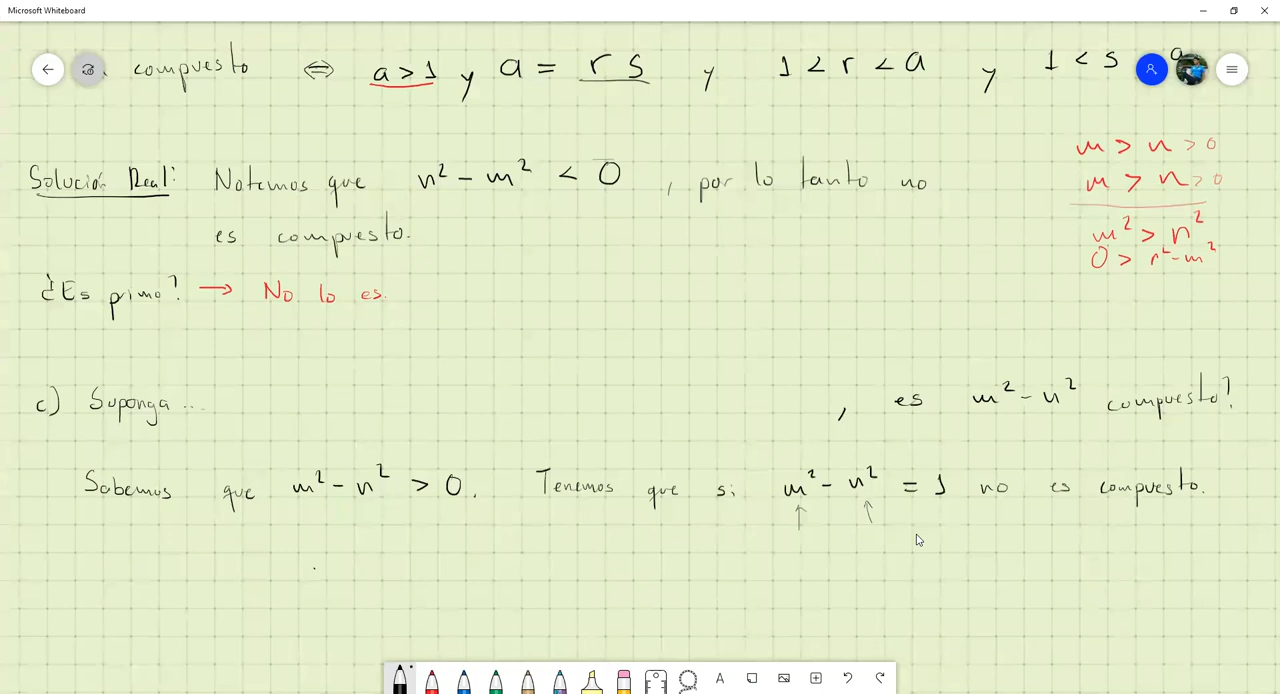 Microsoft Whiteboard
compuesto ⇔ a > 1 y a = r s y 1 < r < a y 1 < s
Solución Real: Notemos que n² - m² < 0, por lo tanto no
es compuesto.
m > n > 0
m > n > 0
m² > n²
0 > n² - m²
¿Es primo? → No lo es.
c) Suponga... , es m² - n² compuesto?
Sabemos que m² - n² > 0. Tenemos que si m² - n² = 1 no es compuesto.